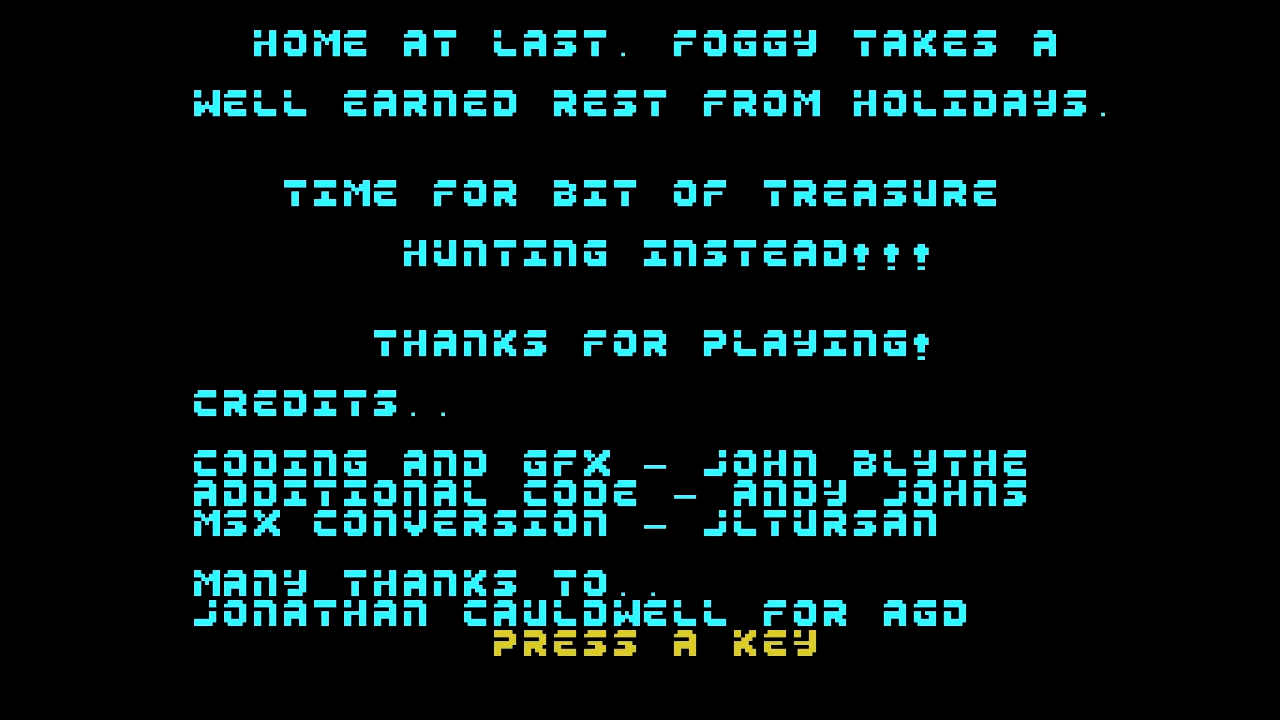 HOME AT LAST. FOGGY TAKES A
WELL EARNED REST FROM HOLIDAYS.
TIME FOR BIT OF TREASURE
HUNTING INSTEAD!!!
THANKS FOR PLAYING!
CREDITS..
CODING AND GFX - JOHN BLYTHE
ADDITIONAL CODE - ANDY JOHNS
MSX CONVERSION - JLTURSAN
MANY THANKS TO..
JONATHAN CAULDWELL FOR AGD
PRESS A KEY